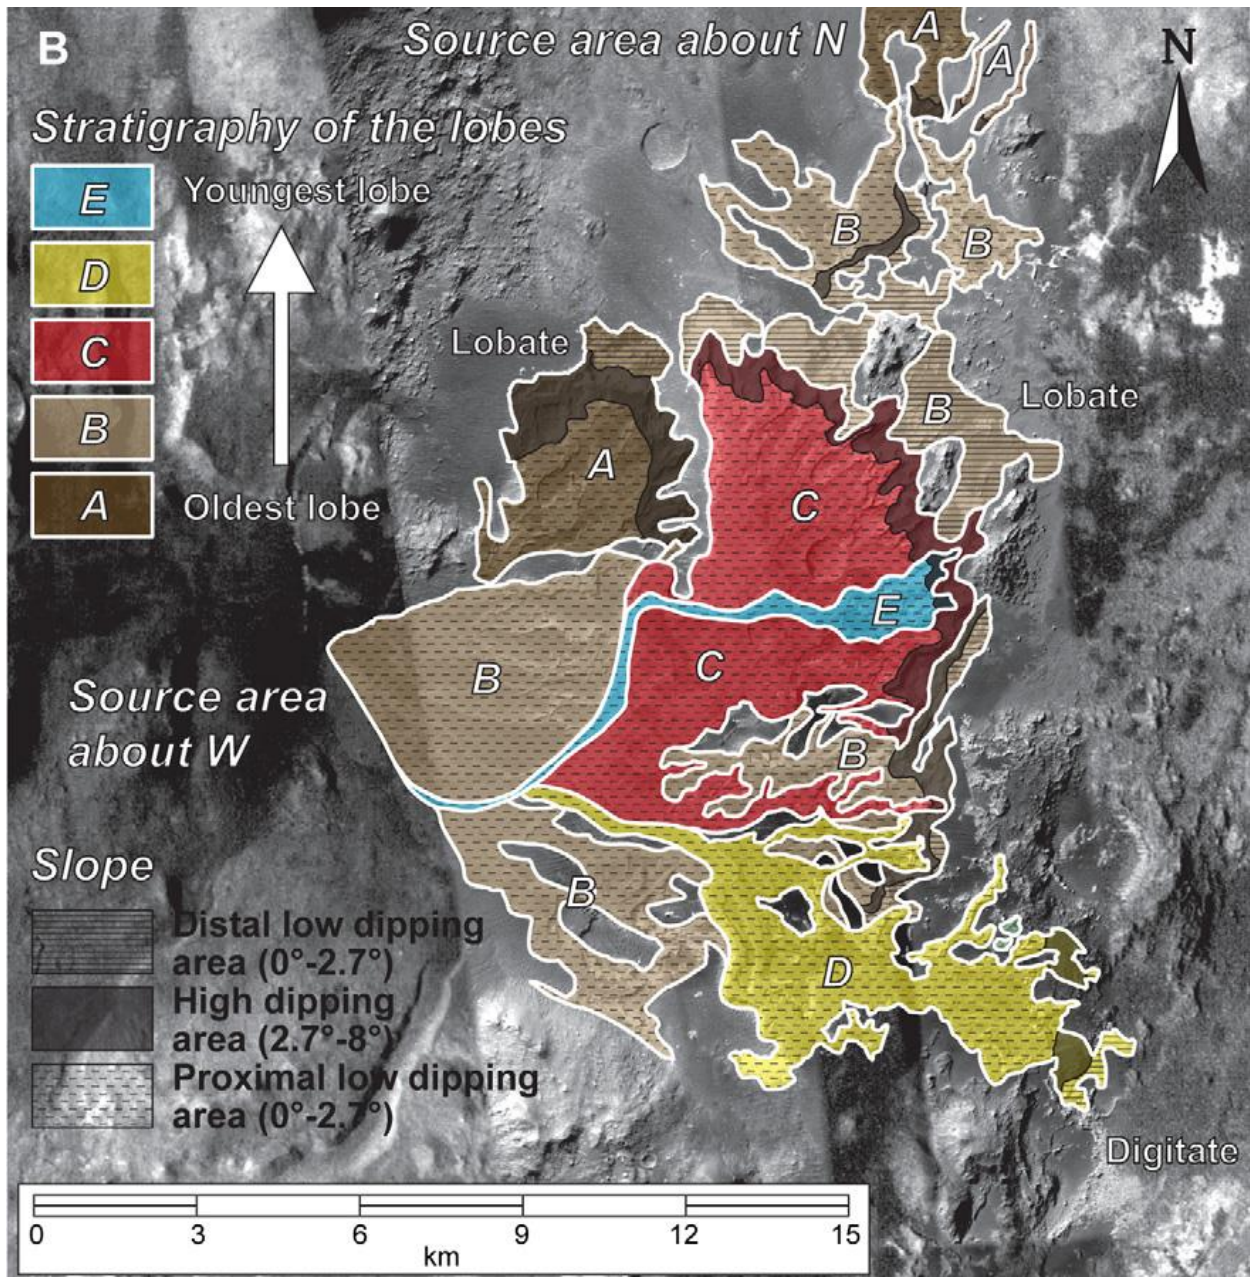 B
Source area about N
N
Stratigraphy of the lobes
E
Youngest lobe
D
C
B
A
Oldest lobe
A
A
B
B
Lobate
B
Lobate
A
C
E
C
B
B
B
D
Source area
about W
Slope
Distal low dipping
area (0°-2.7°)
High dipping
area (2.7°-8°)
Proximal low dipping
area (0°-2.7°)
Digitate
0 3 6 9 12 15
km